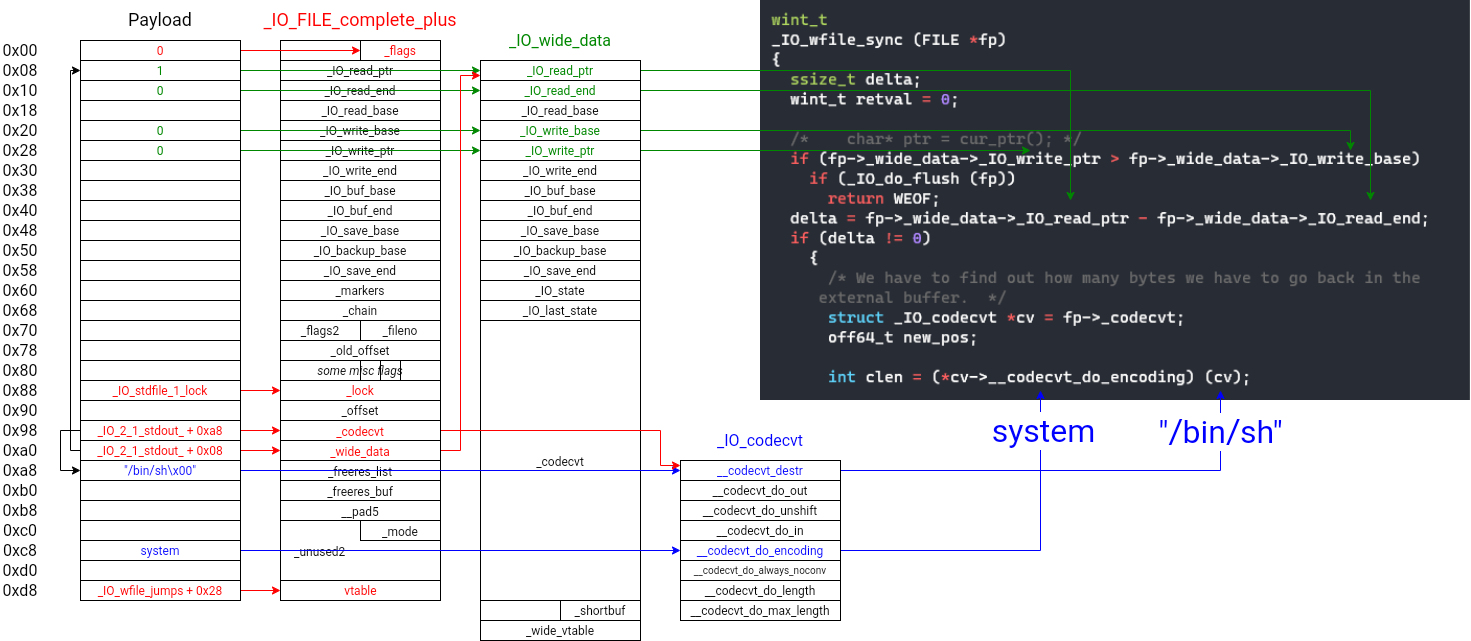 Payload
_IO_FILE_complete_plus
_IO_wide_data
0x00
0x08
0x10
0x18
0x20
0x28
0x30
0x38
0x40
0x48
0x50
0x58
0x60
0x68
0x70
0x78
0x80
0x88
0x90
0x98
0xa0
0xa8
0xb0
0xb8
0xc0
0xc8
0xd0
0xd8
0
1
0
0
0
_IO_stdfile_1_lock
_IO_2_1_stdout_ + 0xa8
_IO_2_1_stdout_ + 0x08
"/bin/sh\x00"
system
_IO_wfile_jumps + 0x28
_flags
_IO_read_ptr
_IO_read_end
_IO_read_base
_IO_write_base
_IO_write_ptr
_IO_write_end
_IO_buf_base
_IO_buf_end
_IO_save_base
_IO_backup_base
_IO_save_end
_markers
_chain
_flags2 _fileno
_old_offset
some misc flags
_lock
_offset
_codecvt
_wide_data
_freeres_list
_freeres_buf
__pad5
_mode
_unused2
vtable
_IO_read_ptr
_IO_read_end
_IO_read_base
_IO_write_base
_IO_write_ptr
_IO_write_end
_IO_buf_base
_IO_buf_end
_IO_save_base
_IO_backup_base
_IO_save_end
_IO_state
_IO_last_state
_codecvt
_shortbuf
_wide_vtable
_IO_codecvt
__codecvt_destr
__codecvt_do_out
__codecvt_do_unshift
__codecvt_do_in
__codecvt_do_encoding
__codecvt_do_always_noconv
__codecvt_do_length
__codecvt_do_max_length
wint_t
_IO_wfile_sync (FILE *fp)
{
ssize_t delta;
wint_t retval = 0;
/*    char* ptr = cur_ptr(); */
if (fp->_wide_data->_IO_write_ptr > fp->_wide_data->_IO_write_base)
if (_IO_do_flush (fp))
return WEOF;
delta = fp->_wide_data->_IO_read_ptr - fp->_wide_data->_IO_read_end;
if (delta != 0)
{
/* We have to find out how many bytes we have to go back in the
external buffer.  */
struct _IO_codecvt *cv = fp->_codecvt;
off64_t new_pos;
int clen = (*cv->__codecvt_do_encoding) (cv);
system "/bin/sh"